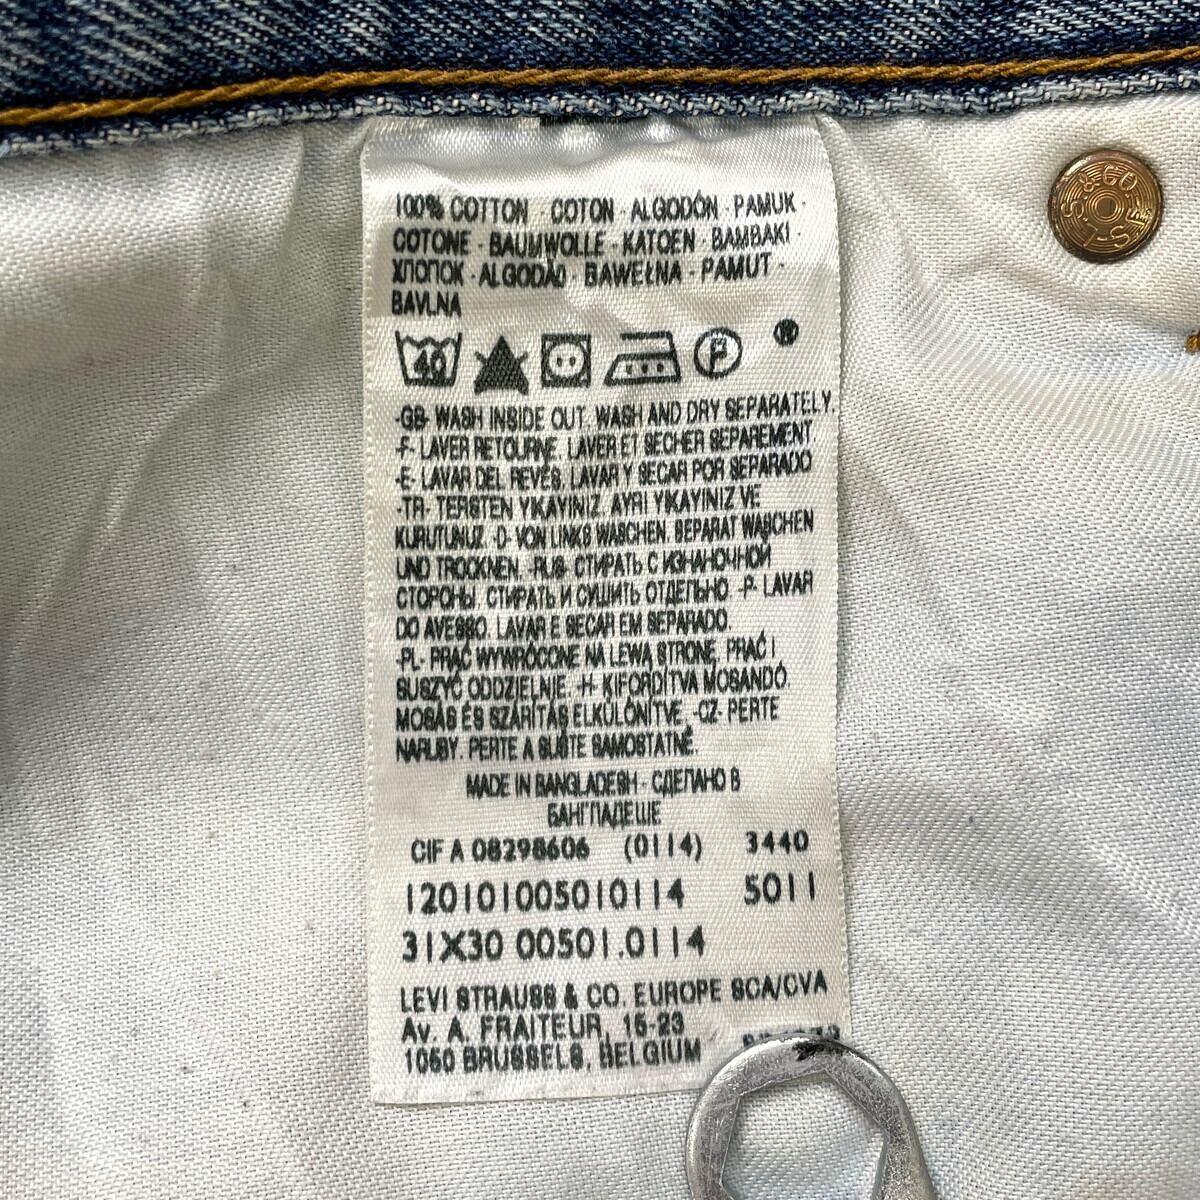 100% COTTON · COTON · ALGODÓN · PAMUK ·
COTONE · BAUMWOLLE · KATOEN · BAMBAKI ·
ХЛОПОК · ALGODÃO · BAWEŁNA · PAMUT ·
BAVLNA
40 P ®
-GB- WASH INSIDE OUT. WASH AND DRY SEPARATELY.
-F- LAVER RETOURNE. LAVER ET SECHER SEPAREMENT.
-E- LAVAR DEL REVÉS. LAVAR Y SECAR POR SEPARADO
-TR- TERSTEN YKAYINIZ. AYRI YKAYINIZ VE
KURUTUNUZ. -D- VON LINKS WASCHEN. SEPARAT WASCHEN
UND TROCKNEN. -RUS- СТИРАТЬ С ИЗНАНОЧНОЙ
СТОРОНЫ. СТИРАТЬ И СУШИТЬ ОТДЕЛЬНО. -P- LAVAR
DO AVESSO. LAVAR E SECAR EM SEPARADO.
-PL- PRAĆ WYWRÓCONE NA LEWA STRONĘ. PRAĆ I
SUSZYĆ ODDZIELNIE. -H- KIFORDÍTVA MOSANDÓ.
MOSÁS ÉS SZÁRÍTÁS ELKÜLÖNÍTVE. -CZ- PERTE
NARUBY. PERTE A SUŠTE SAMOSTATNĚ.
MADE IN BANGLADESH - СДЕЛАНО В
БАНГЛАДЕШЕ
CIF A 08298606 (0114) 3440
120101005010114 5011
31X30 00501.0114
LEVI STRAUSS & CO. EUROPE SCA/CVA
AV. A. FRAITEUR, 15-23
1050 BRUSSELS, BELGIUM